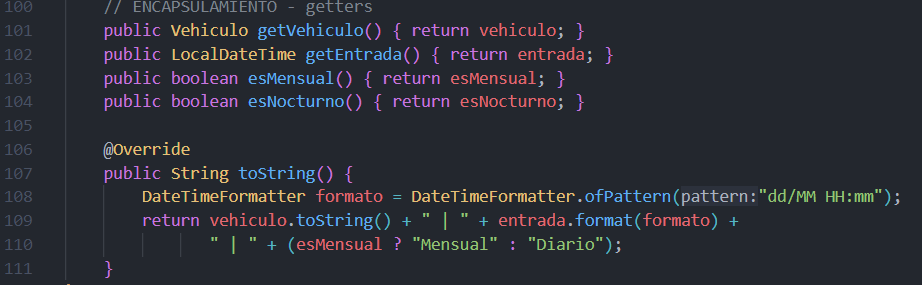 100 // ENCAPSULAMIENTO - getters
101 public Vehiculo getVehiculo() { return vehiculo; }
102 public LocalDateTime getEntrada() { return entrada; }
103 public boolean esMensual() { return esMensual; }
104 public boolean esNocturno() { return esNocturno; }
105
106 @Override
107 public String toString() {
108 DateTimeFormatter formato = DateTimeFormatter.ofPattern(pattern:"dd/MM HH:mm");
109 return vehiculo.toString() + " | " + entrada.format(formato) +
110 " | " + (esMensual ? "Mensual" : "Diario");
111 }